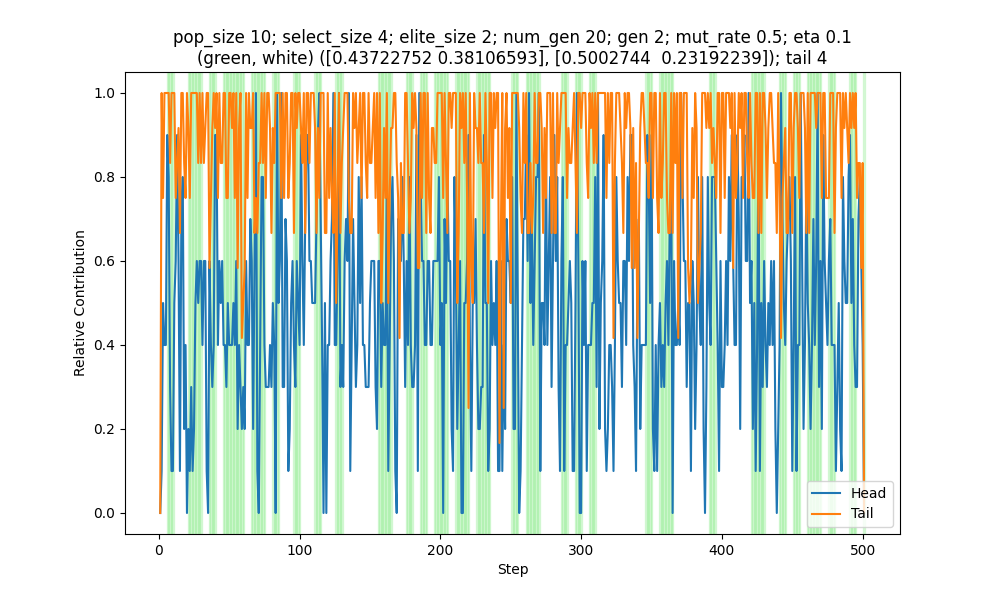 pop_size 10; select_size 4; elite_size 2; num_gen 20; gen 2; mut_rate 0.5; eta 0.1
(green, white) ([0.43722752 0.38106593], [0.5002744  0.23192239]); tail 4
Relative Contribution
1.0
0.8
0.6
0.4
0.2
0.0
Head
Tail
0
100
200
300
400
500
Step